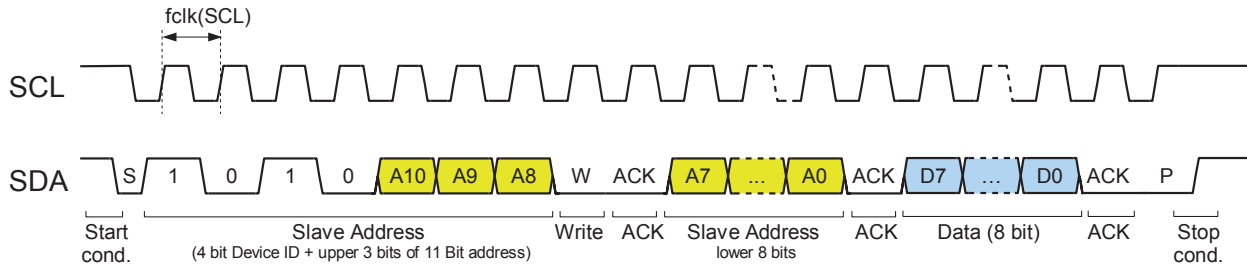 fclk(SCL)
SCL
SDA S 1 0 1 0 A10 A9 A8 W ACK A7 ... A0 ACK D7 ... D0 ACK P
Start cond. Slave Address Write ACK Slave Address ACK Data (8 bit) ACK Stop cond.
(4 bit Device ID + upper 3 bits of 11 Bit address) lower 8 bits